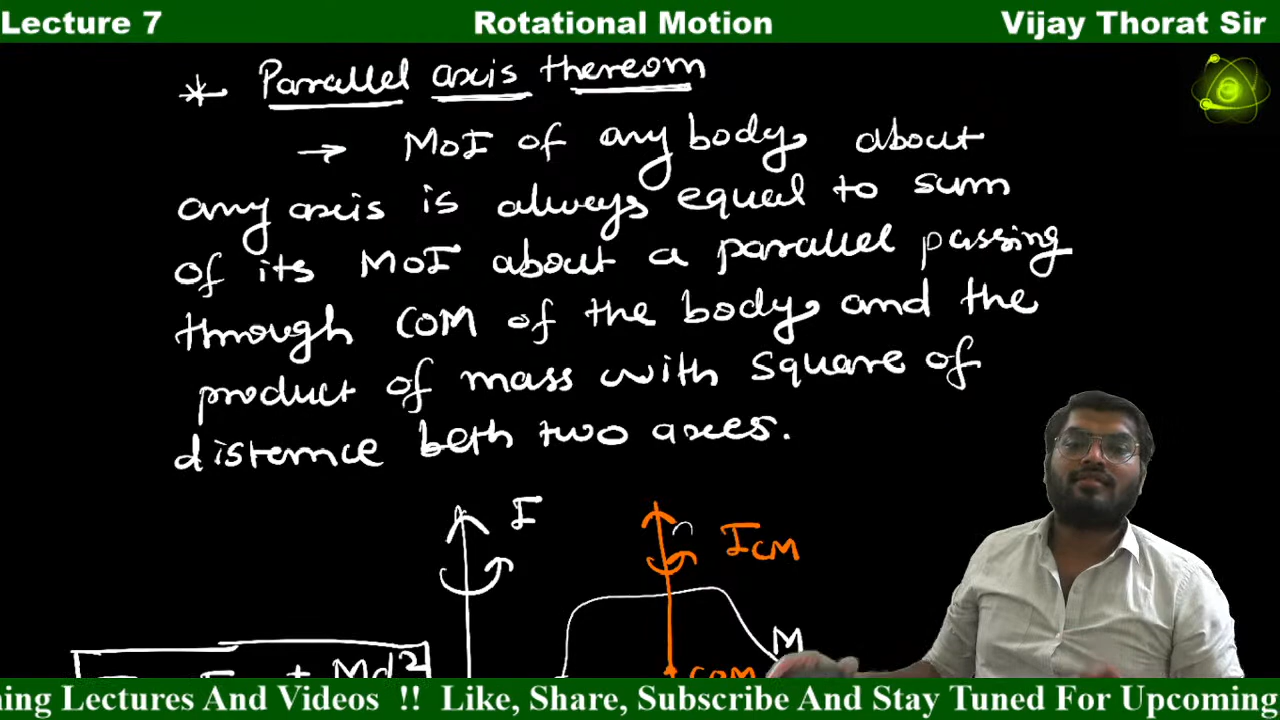 Lecture 7 Rotational Motion Vijay Thorat Sir
* Parallel axis thereom
→ MOI of any body about
any axis is always equal to sum
of its MOI about a parallel passing
through COM of the body and the
product of mass with square of
distance betn two axes.
I
ICM
M
+ Md²
COM
ning Lectures And Videos !! Like, Share, Subscribe And Stay Tuned For Upcoming